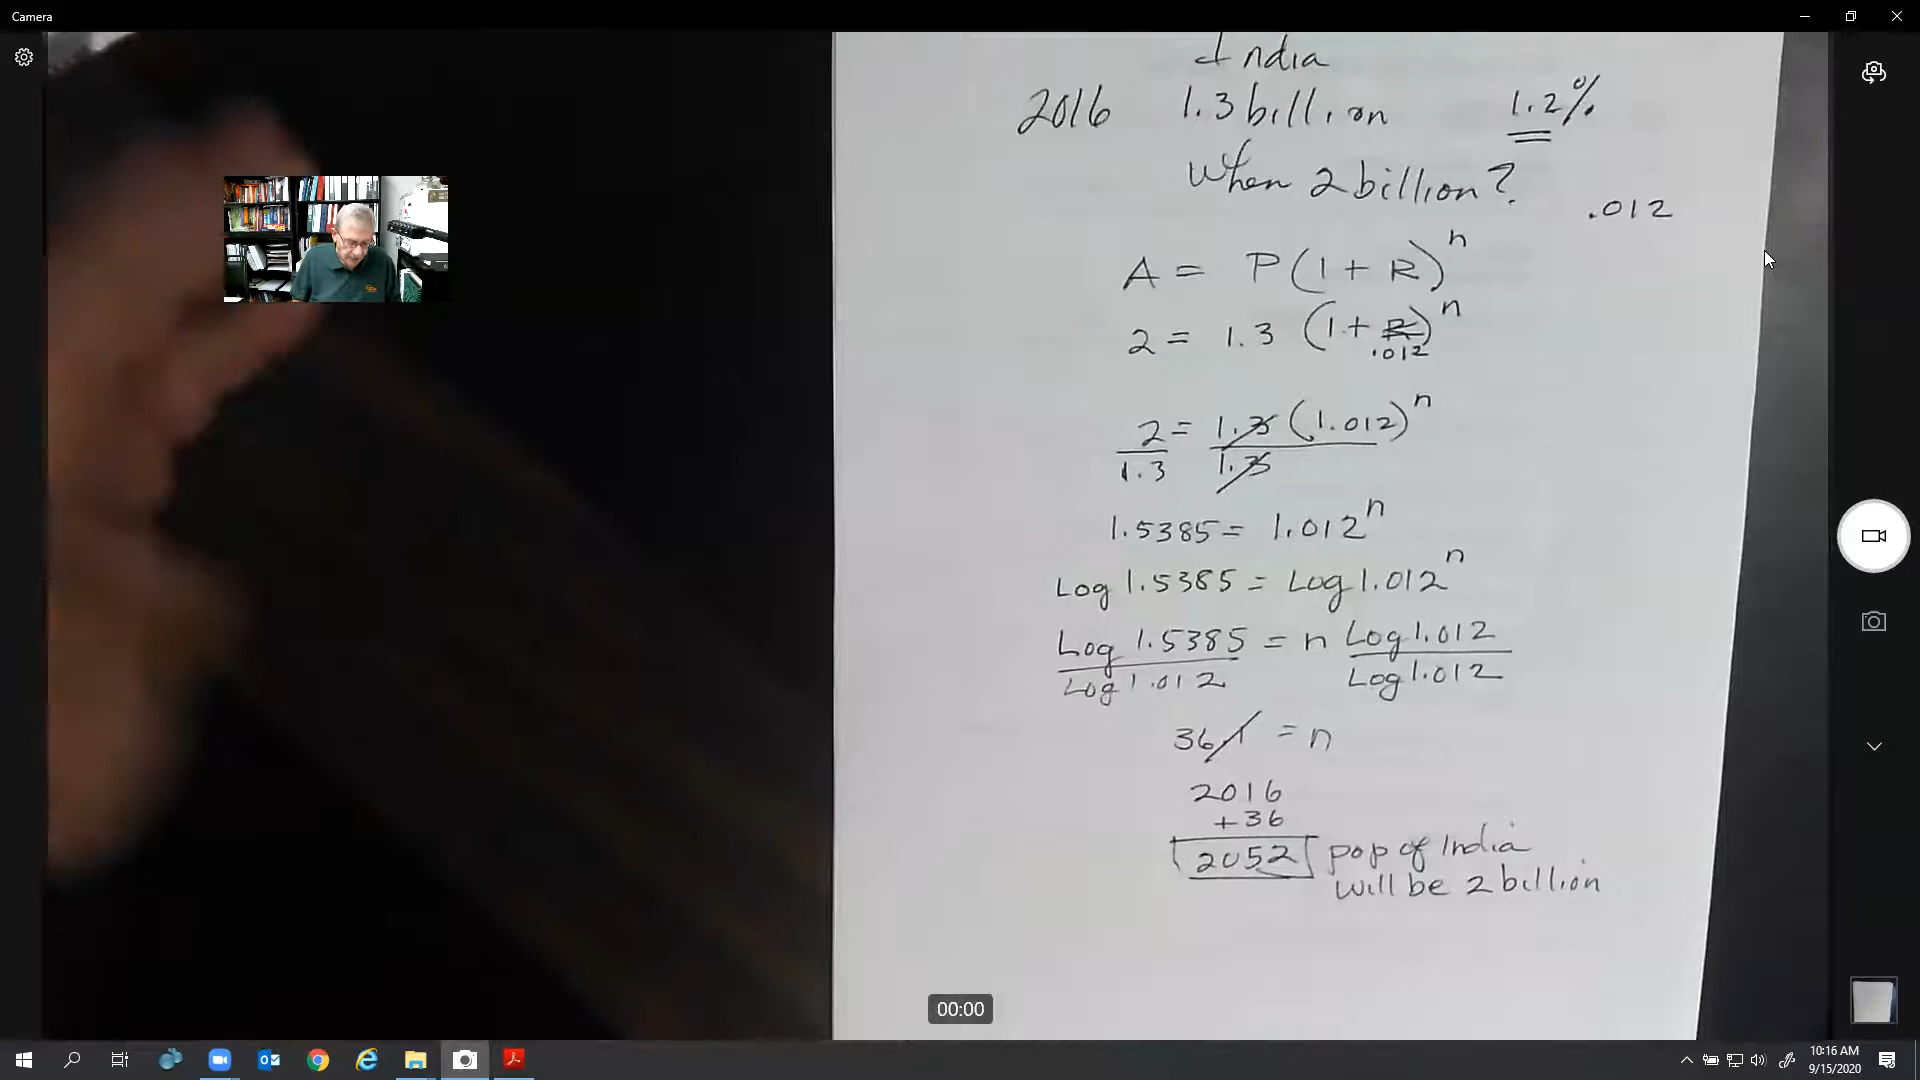 Camera
India
2016 1.3 billion 1.2%
When 2 billion?
.012
A = P(1 + R)^n
2 = 1.3 (1 + R)^n
.012
2 = 1.3 (1.012)^n
1.3 1.3
1.5385 = 1.012^n
Log 1.5385 = Log 1.012^n
Log 1.5385 = n Log 1.012
Log 1.012 Log 1.012
36.1 = n
2016
+36
2052 pop of India
will be 2 billion
00:00
10:16 AM
9/15/2020